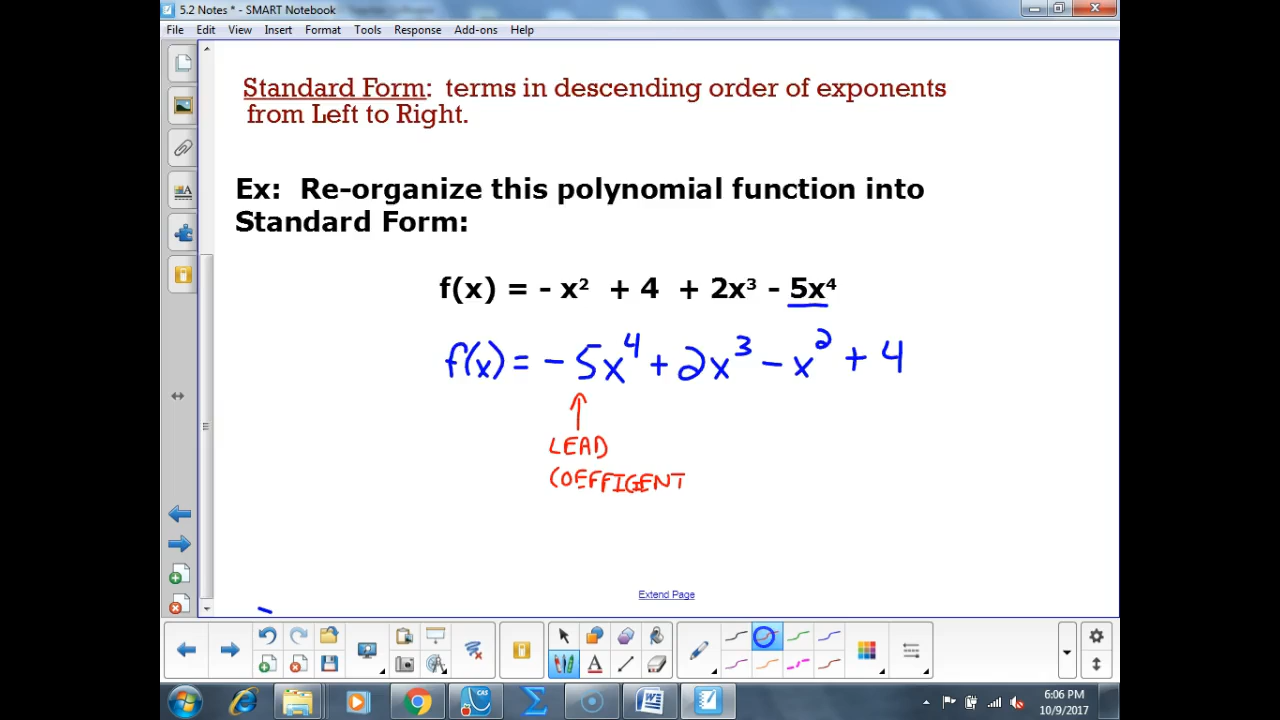 5.2 Notes * - SMART Notebook
File Edit View Insert Format Tools Response Add-ons Help
Standard Form: terms in descending order of exponents
from Left to Right.
Ex: Re-organize this polynomial function into
Standard Form:
f(x) = - x² + 4 + 2x³ - 5x⁴
f(x) = - 5x⁴ + 2x³ - x² + 4
LEAD
COEFFICENT
Extend Page
6:06 PM
10/9/2017